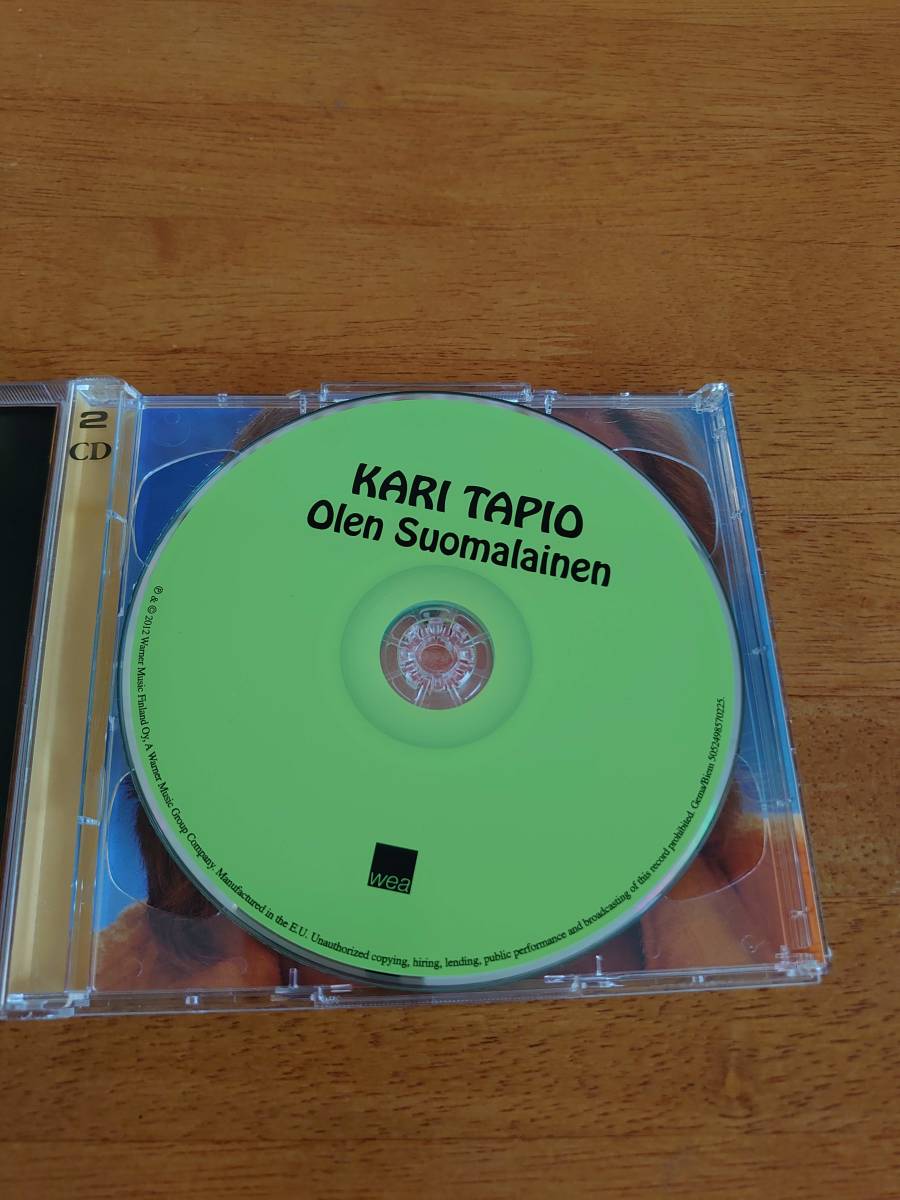 2
CD
KARI TAPIO
Olen Suomalainen
wea
℗ & © 2012 Warner Music Finland Oy, A Warner Music Group Company. Manufactured in the E.U. Unauthorized copying, hiring, lending, public performance and broadcasting of this record prohibited. Gema/Biem 5052498570225.